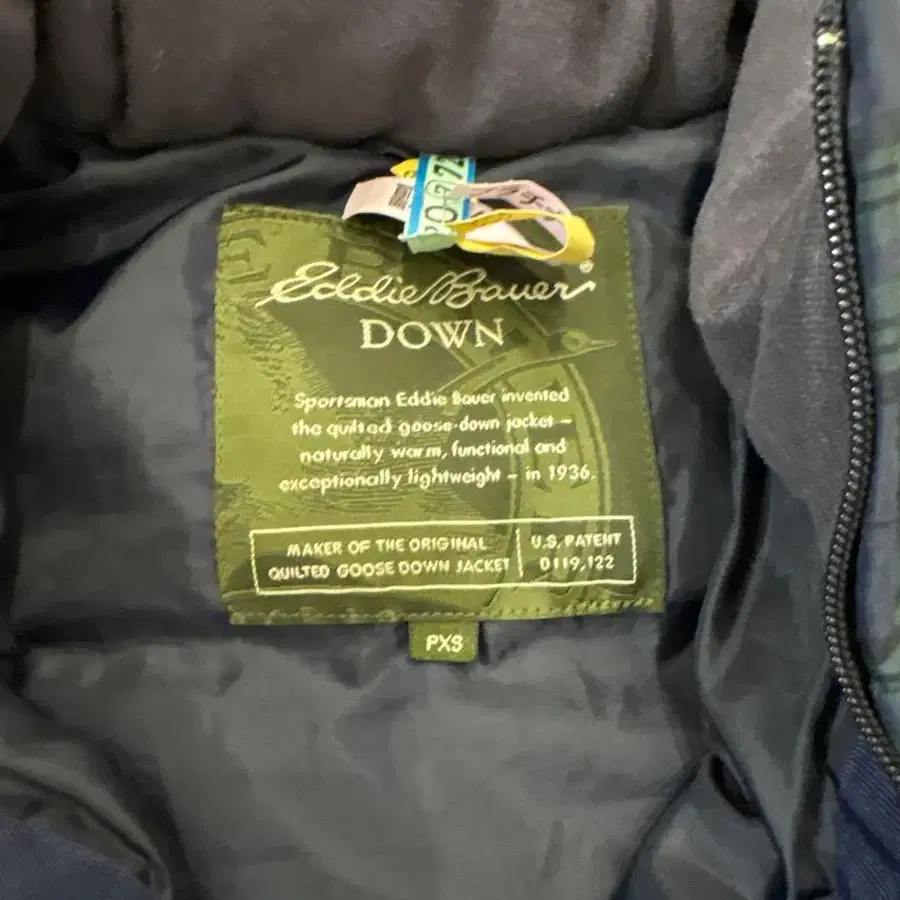 Eddie Bauer®
DOWN
Sportsman Eddie Bauer invented
the quilted goose-down jacket –
naturally warm, functional and
exceptionally lightweight – in 1936.
MAKER OF THE ORIGINAL
QUILTED GOOSE DOWN JACKET
U.S. PATENT
D119,122
PXS